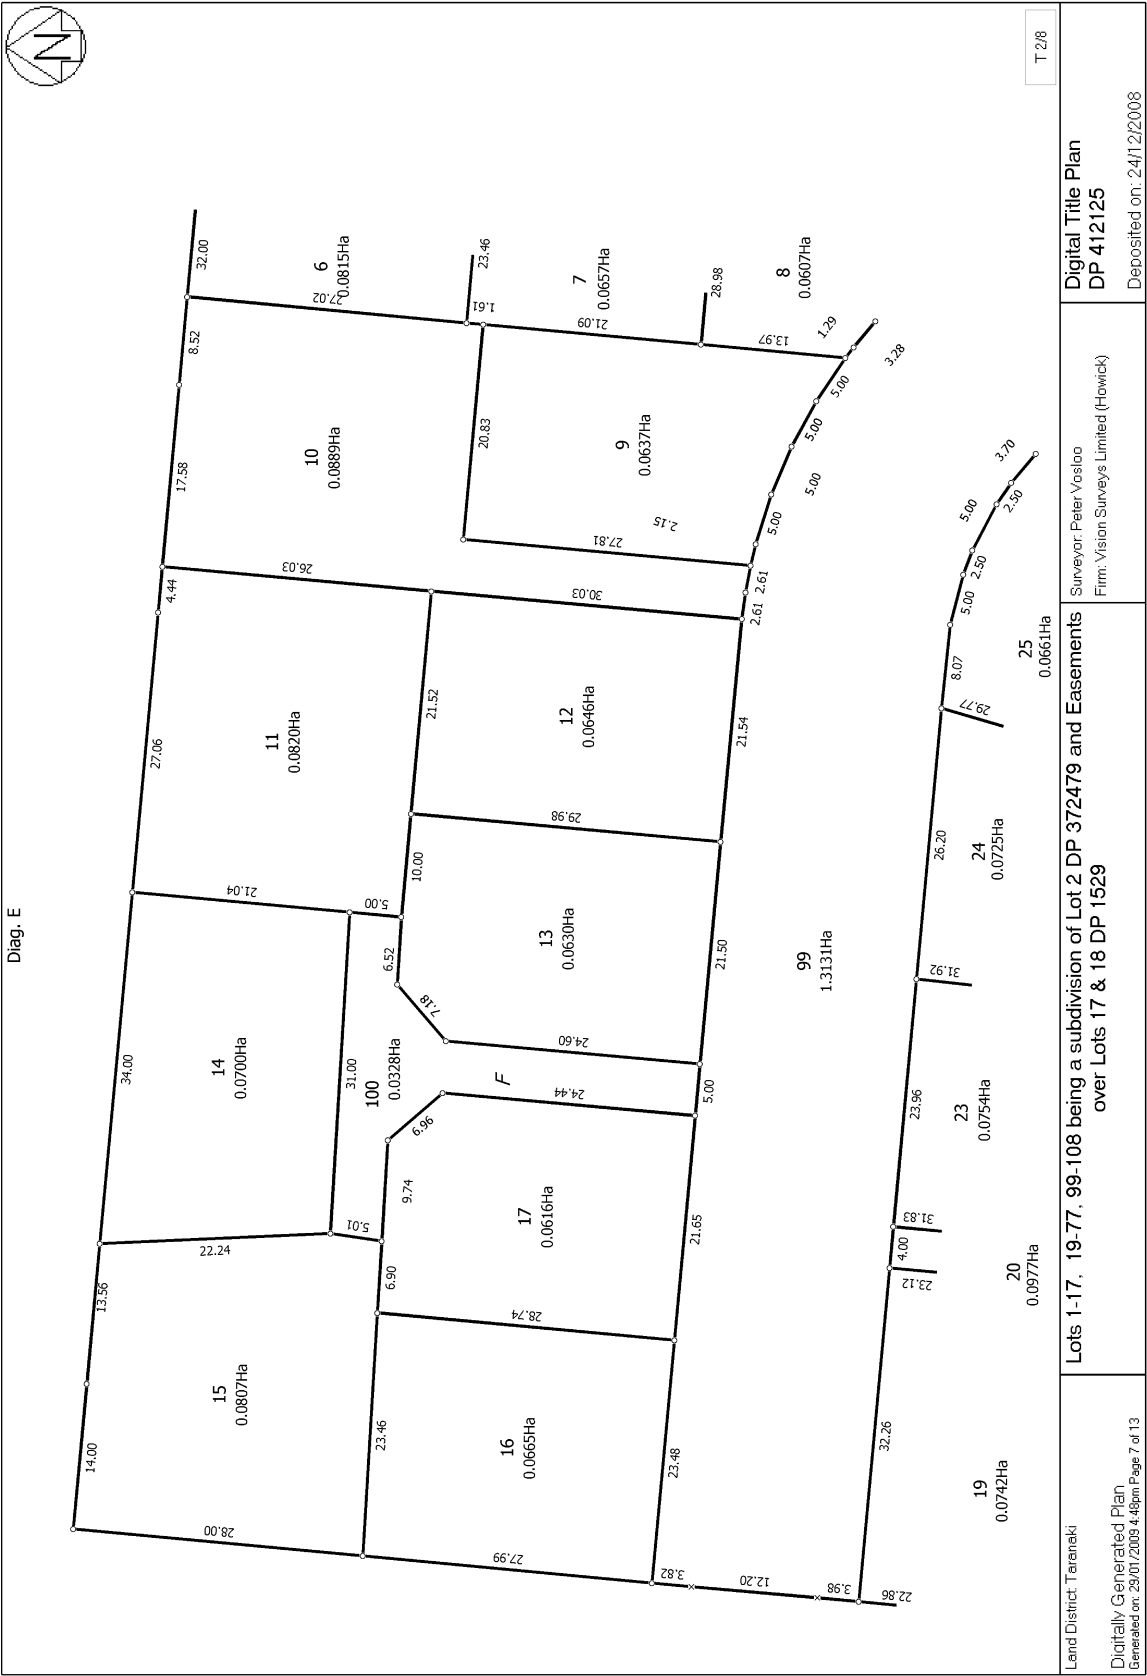 Diag. E
N
T 2/8
14.00
13.56
34.00
27.06
4.44
17.58
8.52
32.00
28.00
15
0.0807Ha
22.24
14
0.0700Ha
21.04
11
0.0820Ha
26.03
10
0.0889Ha
27.02
6
0.0815Ha
23.46
6.90
5.01
31.00
5.00
9.74
6.96
100
0.0328Ha
7.18
6.52
10.00
21.52
20.83
1.61
23.46
27.99
16
0.0665Ha
28.74
17
0.0616Ha
24.44
F
24.60
13
0.0630Ha
29.98
12
0.0646Ha
30.03
27.81
2.15
9
0.0637Ha
21.09
7
0.0657Ha
28.98
13.97
8
0.0607Ha
23.48
21.65
5.00
21.50
21.54
2.61
2.61
5.00
5.00
5.00
5.00
1.29
3.28
3.82
12.20
3.98
22.86
99
1.3131Ha
32.26
4.00
23.96
26.20
8.07
5.00
2.50
5.00
2.50
3.70
23.12
31.83
31.92
29.77
19
0.0742Ha
20
0.0977Ha
23
0.0754Ha
24
0.0725Ha
25
0.0661Ha
Land District: Taranaki
Digitally Generated Plan
Generated on: 29/01/2009 4:48pm Page 7 of 13
Lots 1-17, 19-77, 99-108 being a subdivision of Lot 2 DP 372479 and Easements
over Lots 17 & 18 DP 1529
Surveyor: Peter Vosloo
Firm: Vision Surveys Limited (Howick)
Digital Title Plan
DP 412125
Deposited on: 24/12/2008